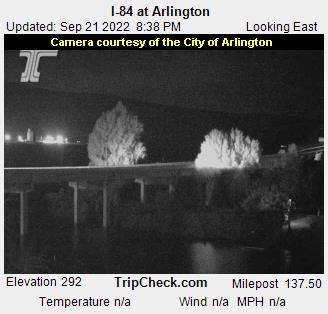 I-84 at Arlington
Updated: Sep 21 2022 8:38 PM Looking East
Camera courtesy of the City of Arlington
Elevation 292 TripCheck.com Milepost 137.50
Temperature n/a Wind n/a MPH n/a